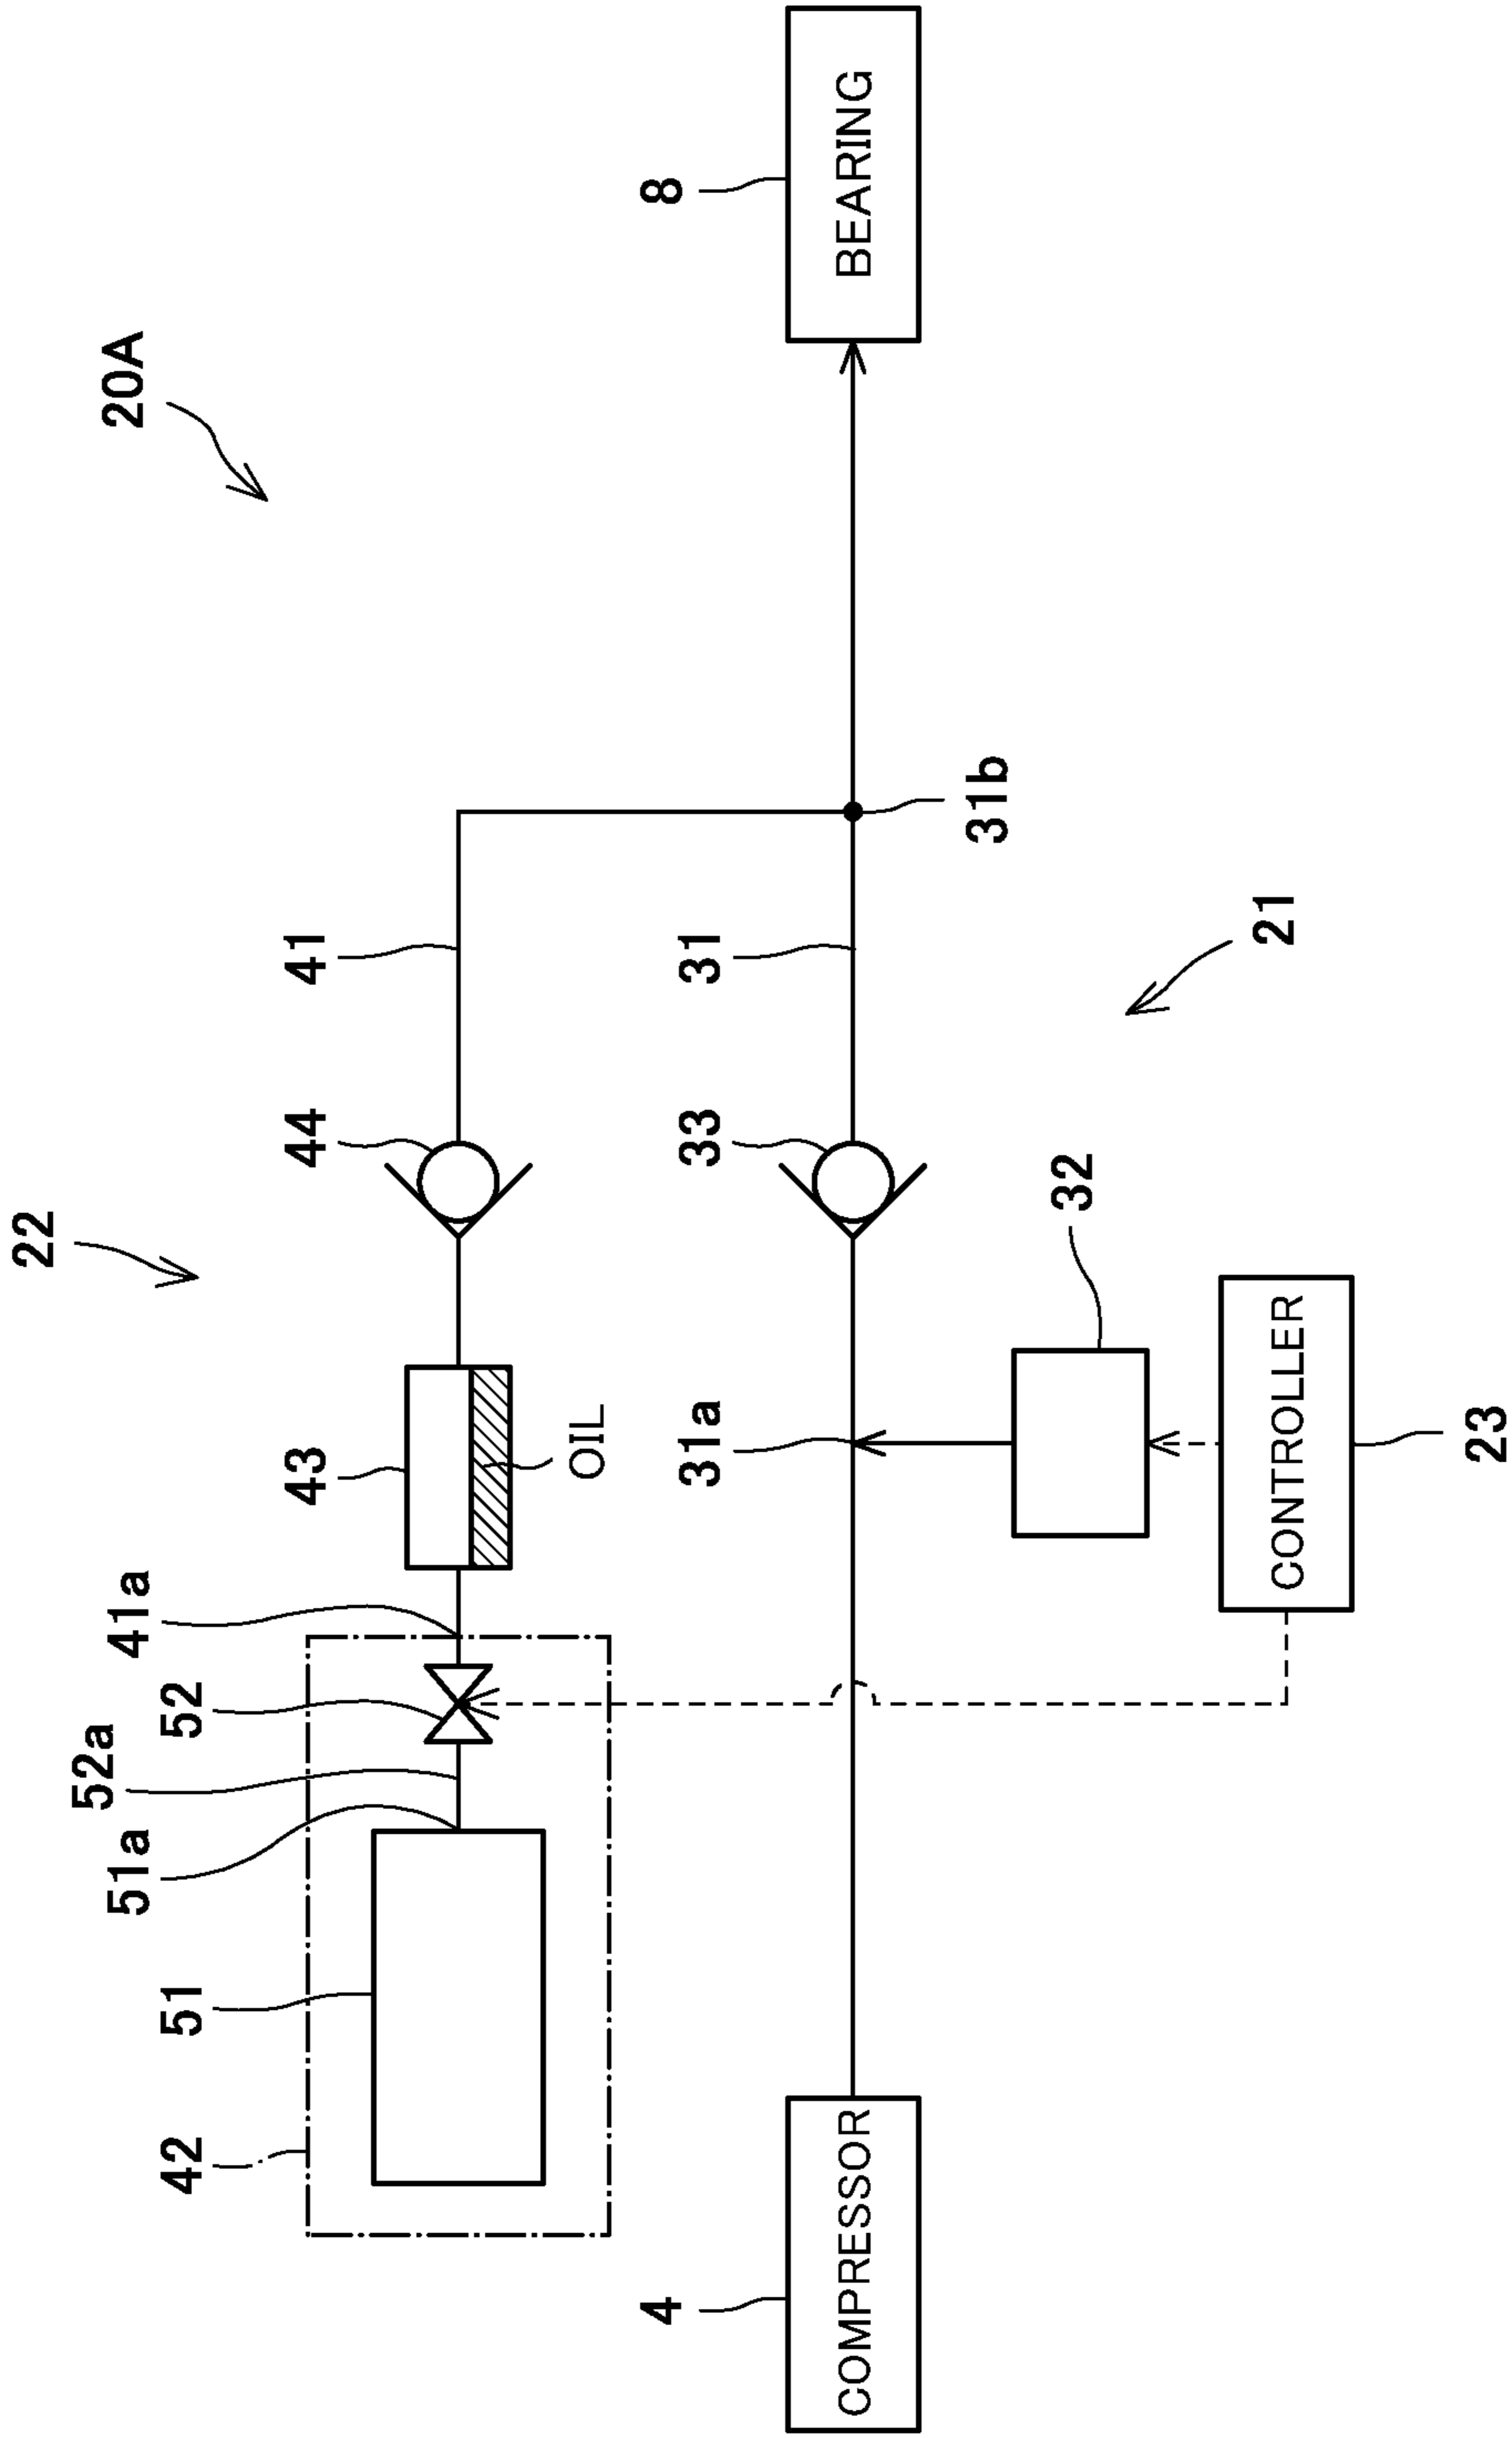 20A
22
42
51
51a
52a
52
41a
43
OIL
44
41
4
COMPRESSOR
31a
33
31
31b
8
BEARING
32
21
CONTROLLER
23